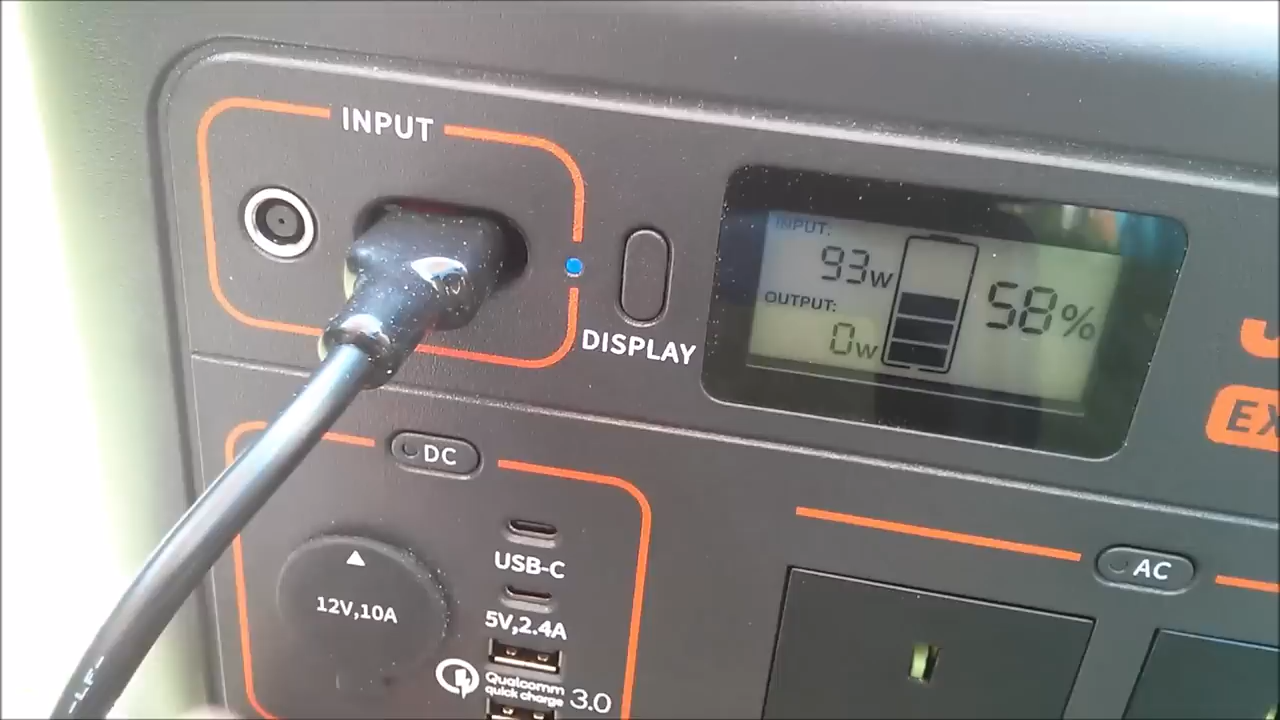 INPUT
INPUT:
93w
OUTPUT:
0w
58%
DISPLAY
EX
DC
USB-C
12V,10A
5V,2.4A
Qualcomm
quick charge 3.0
AC
-LF-